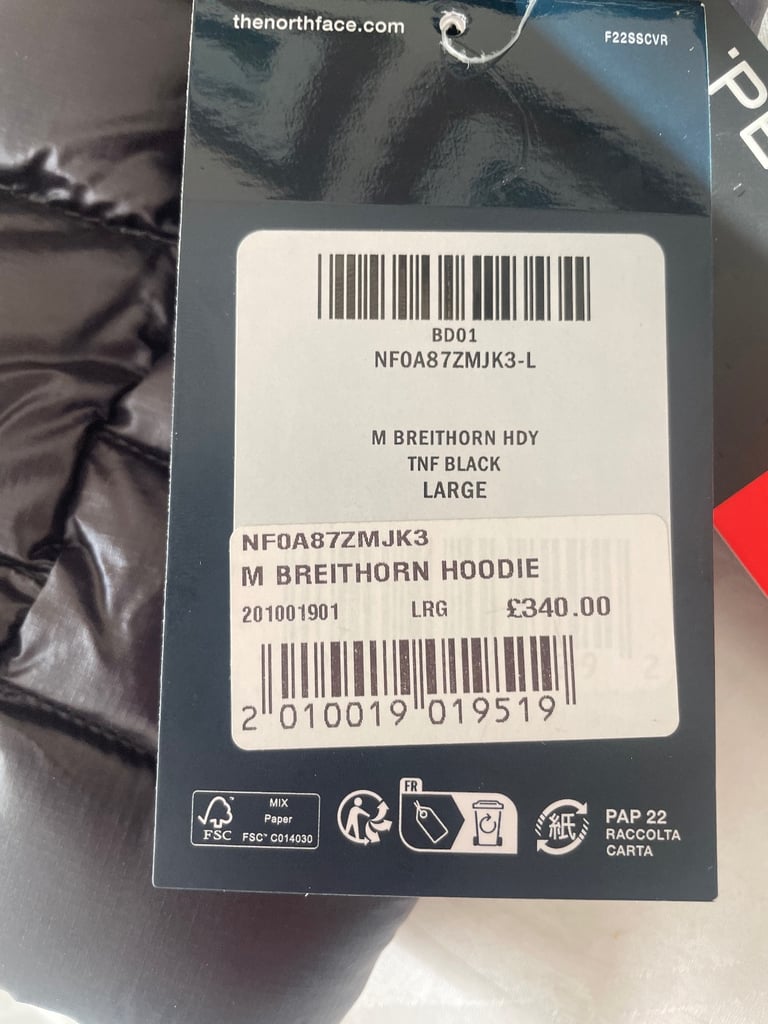 thenorthface.com
F22SSCVR
BD01
NF0A87ZMJK3-L
M BREITHORN HDY
TNF BLACK
LARGE
NF0A87ZMJK3
M BREITHORN HOODIE
201001901 LRG £340.00
2 010019 019519
FR
MIX
Paper
FSC™ C014030
FSC
紙
PAP 22
RACCOLTA
CARTA